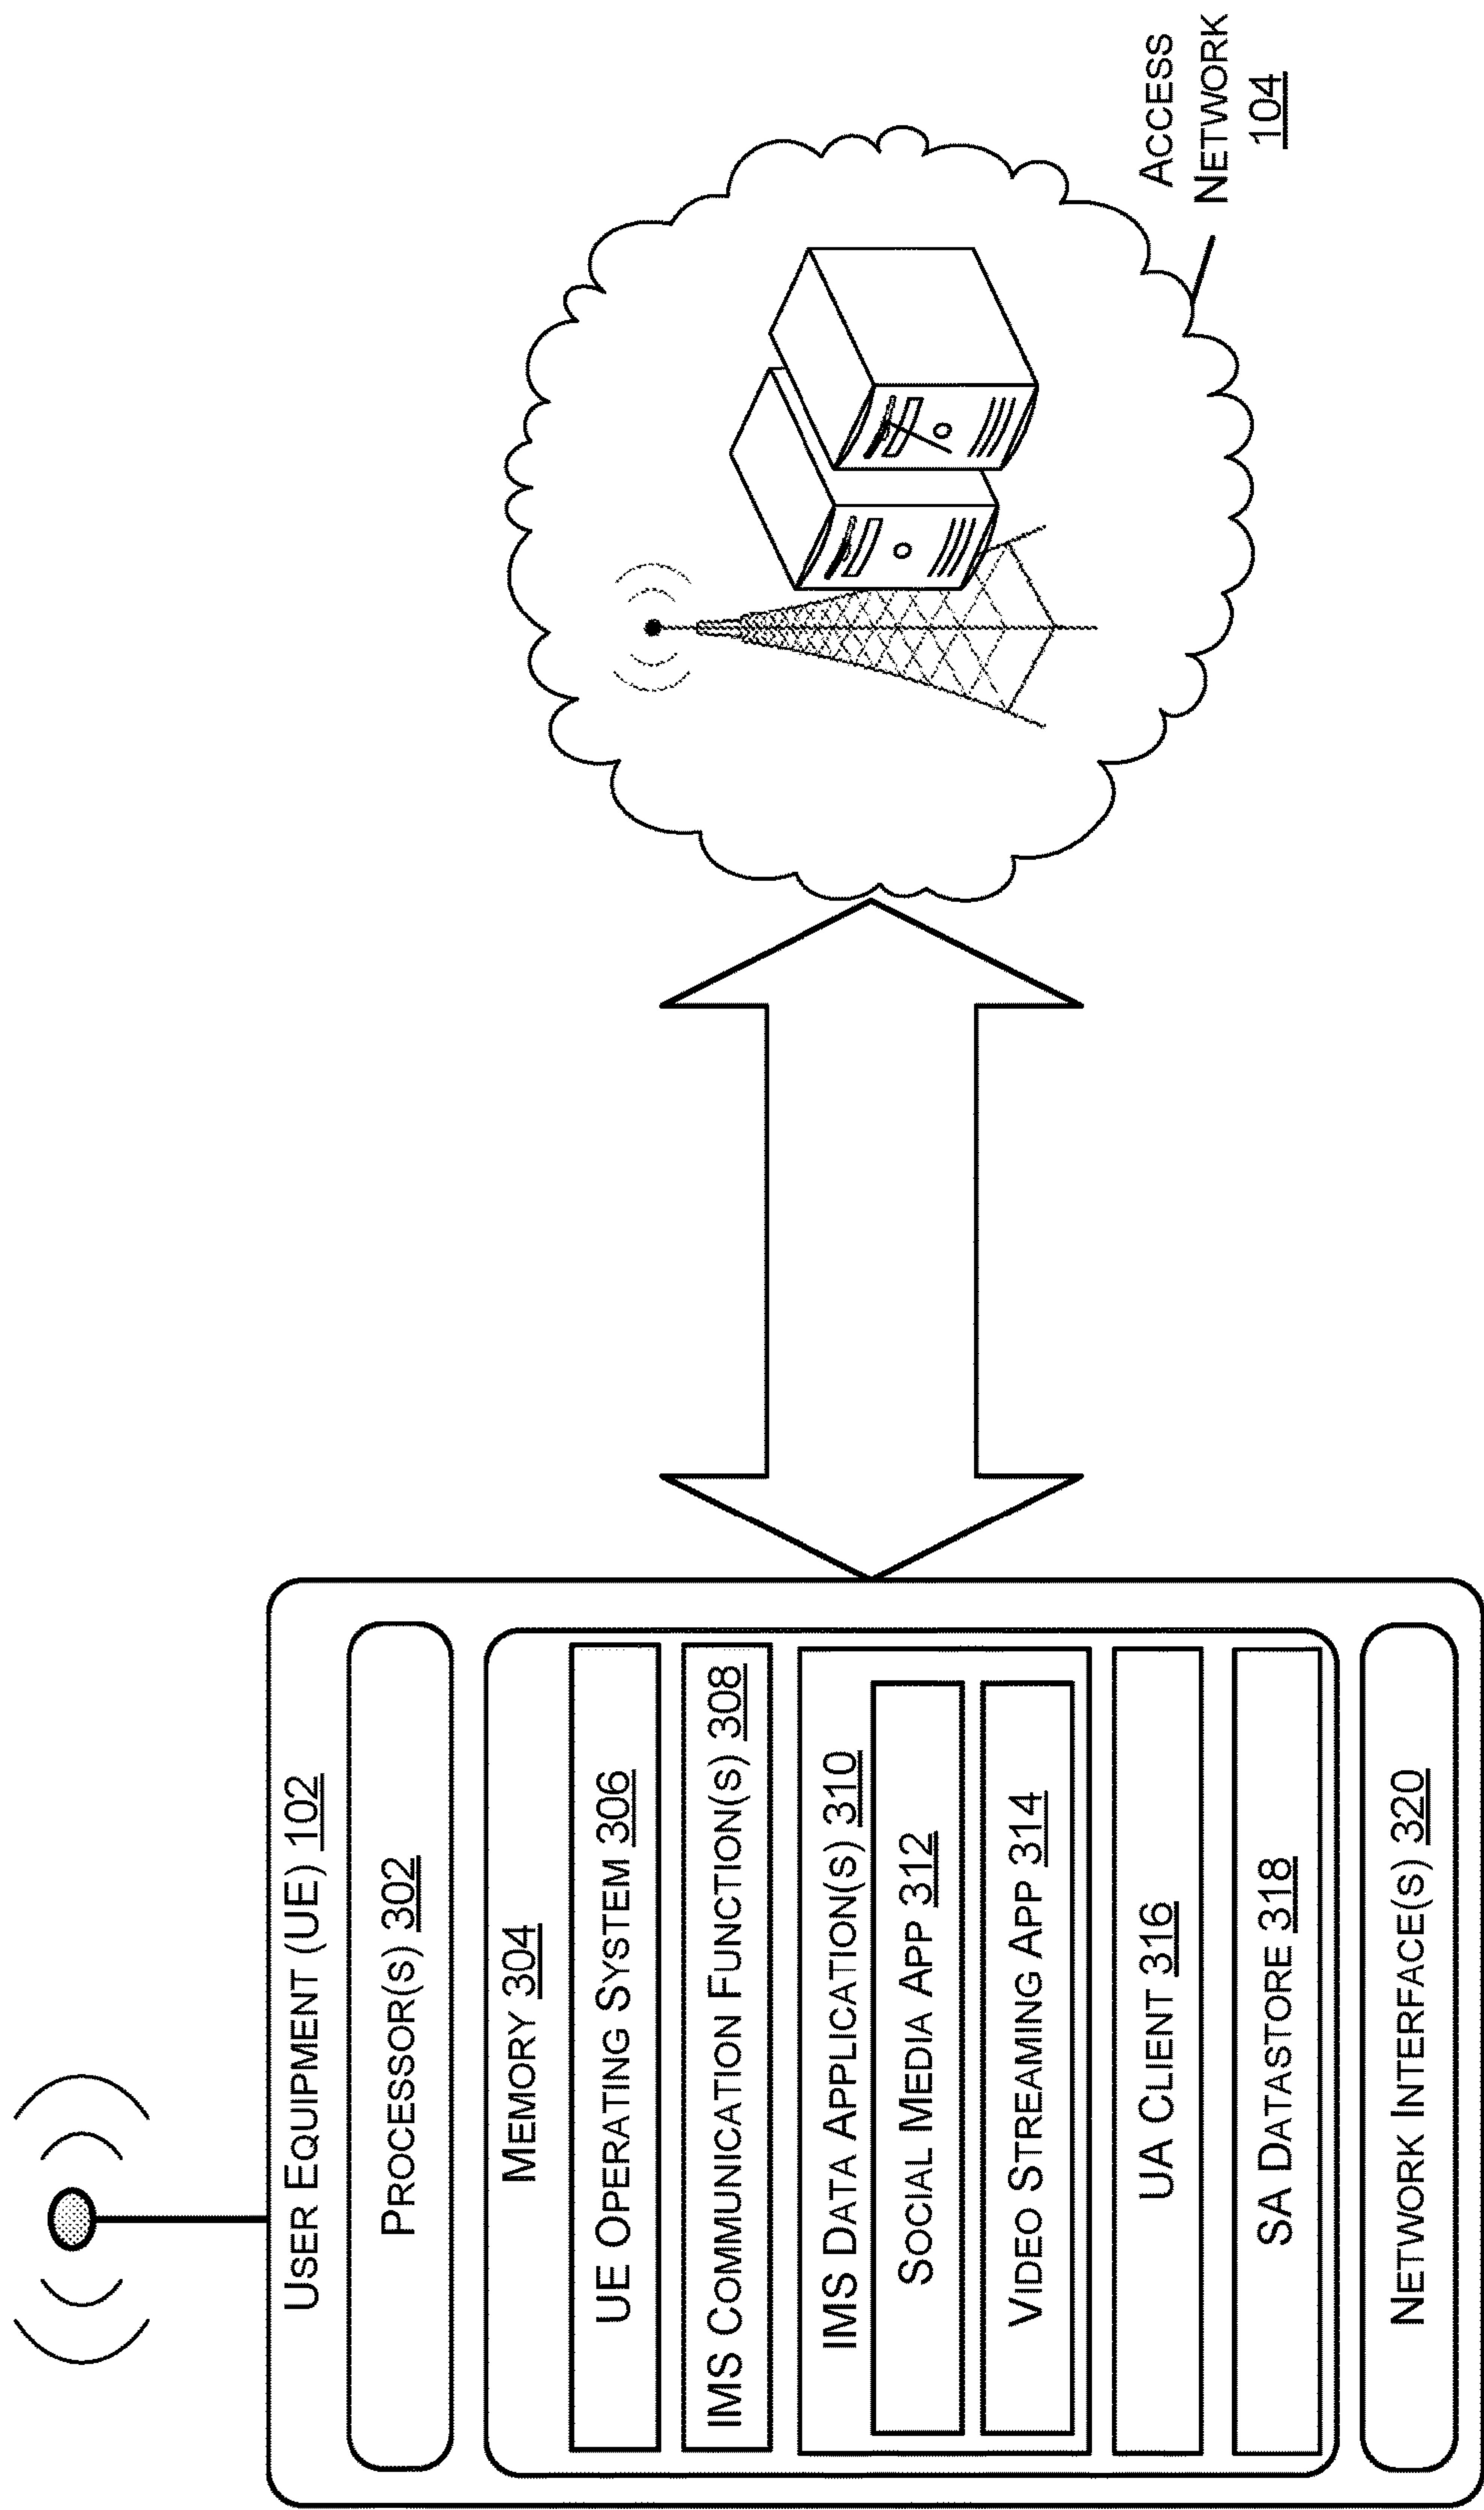 User Equipment (UE) 102
Processor(s) 302
Memory 304
UE Operating System 306
IMS Communication Function(s) 308
IMS Data Application(s) 310
Social Media App 312
Video Streaming App 314
UA Client 316
SA Datastore 318
Network Interface(s) 320
Access
Network
104